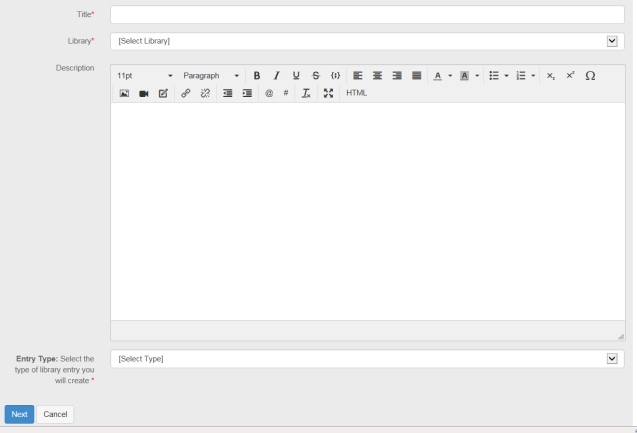 Title*
Library*
[Select Library]
Description
11pt Paragraph B I U S {;} A A x₂ x² Ω
@ # Tx HTML
Entry Type: Select the
type of library entry you
will create *
[Select Type]
Next Cancel